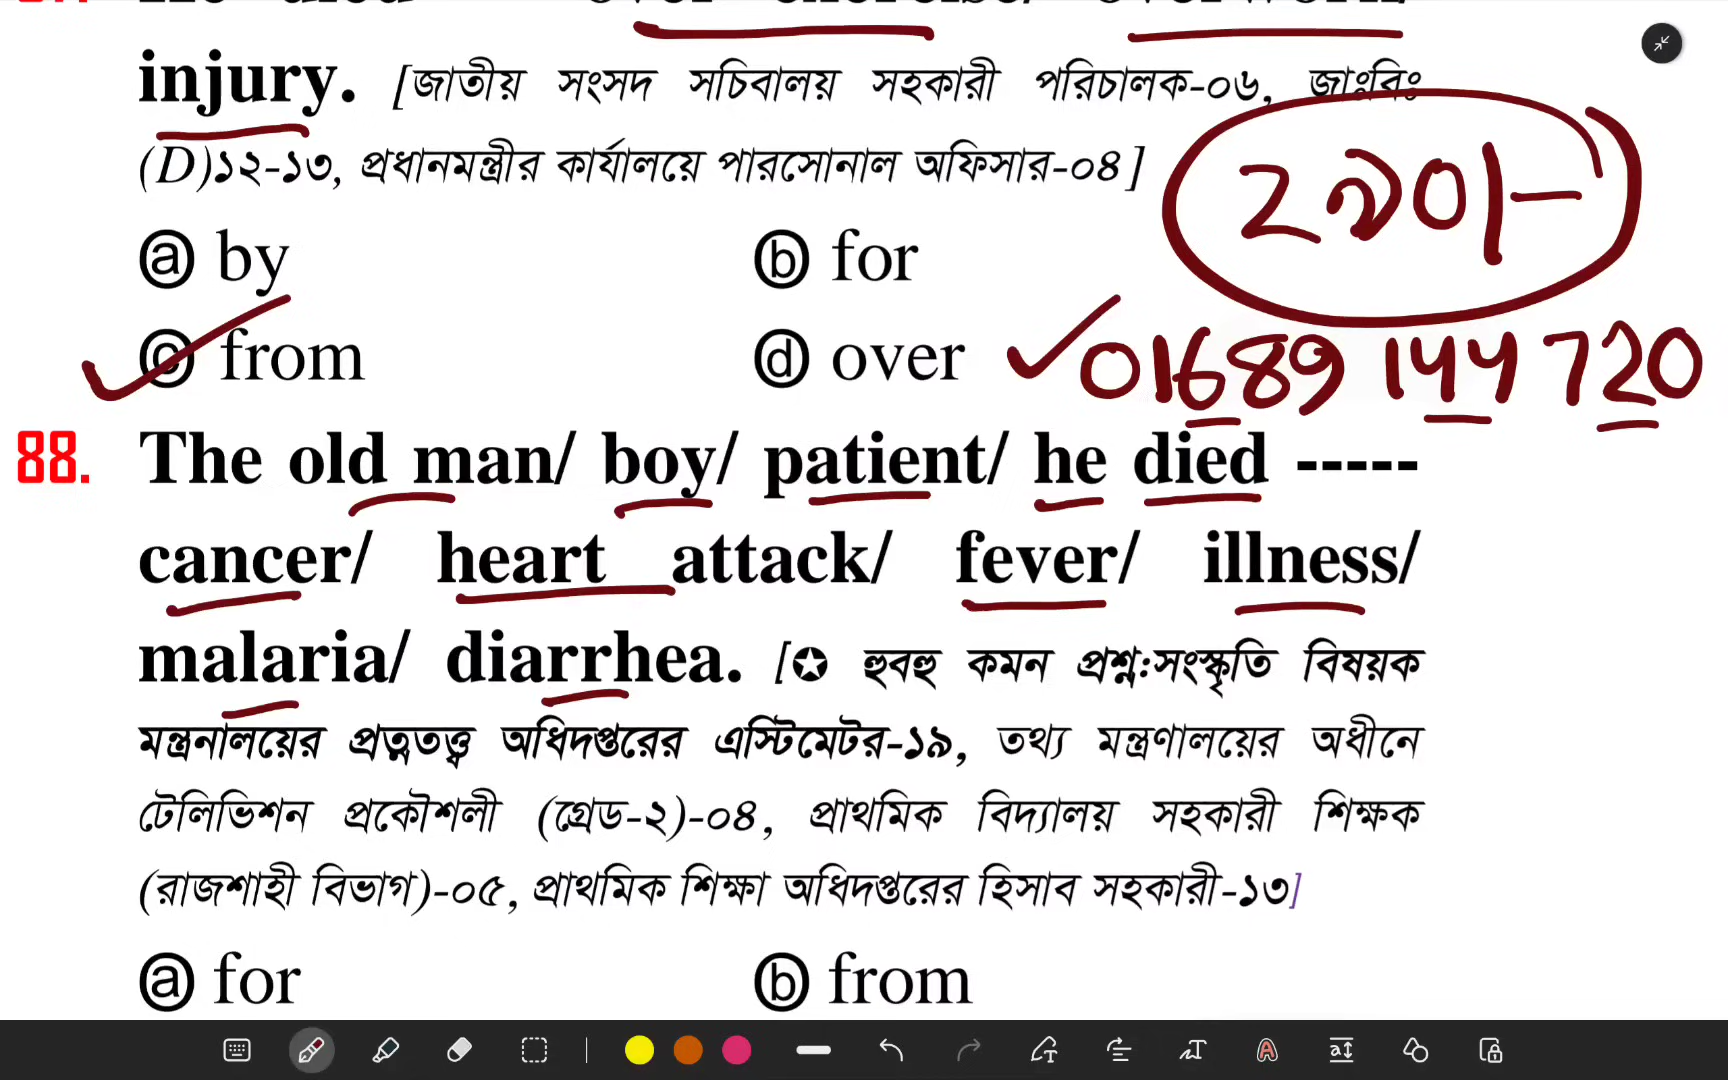 injury. [জাতীয় সংসদ সচিবালয় সহকারী পরিচালক-০৬, জাঃবিঃ
(D)১২-১৩, প্রধানমন্ত্রীর কার্যালয়ে পারসোনাল অফিসার-০৪]
২৯০/-
ⓐ by ⓑ for
ⓒ from ⓓ over
01689 144 720
88. The old man/ boy/ patient/ he died -----
cancer/ heart attack/ fever/ illness/
malaria/ diarrhea. [✪ হুবহু কমন প্রশ্ন:সংস্কৃতি বিষয়ক
মন্ত্রনালয়ের প্রত্নতত্ত্ব অধিদপ্তরের এস্টিমেটর-১৯, তথ্য মন্ত্রণালয়ের অধীনে
টেলিভিশন প্রকৌশলী (গ্রেড-২)-০৪, প্রাথমিক বিদ্যালয় সহকারী শিক্ষক
(রাজশাহী বিভাগ)-০৫, প্রাথমিক শিক্ষা অধিদপ্তরের হিসাব সহকারী-১৩]
ⓐ for ⓑ from